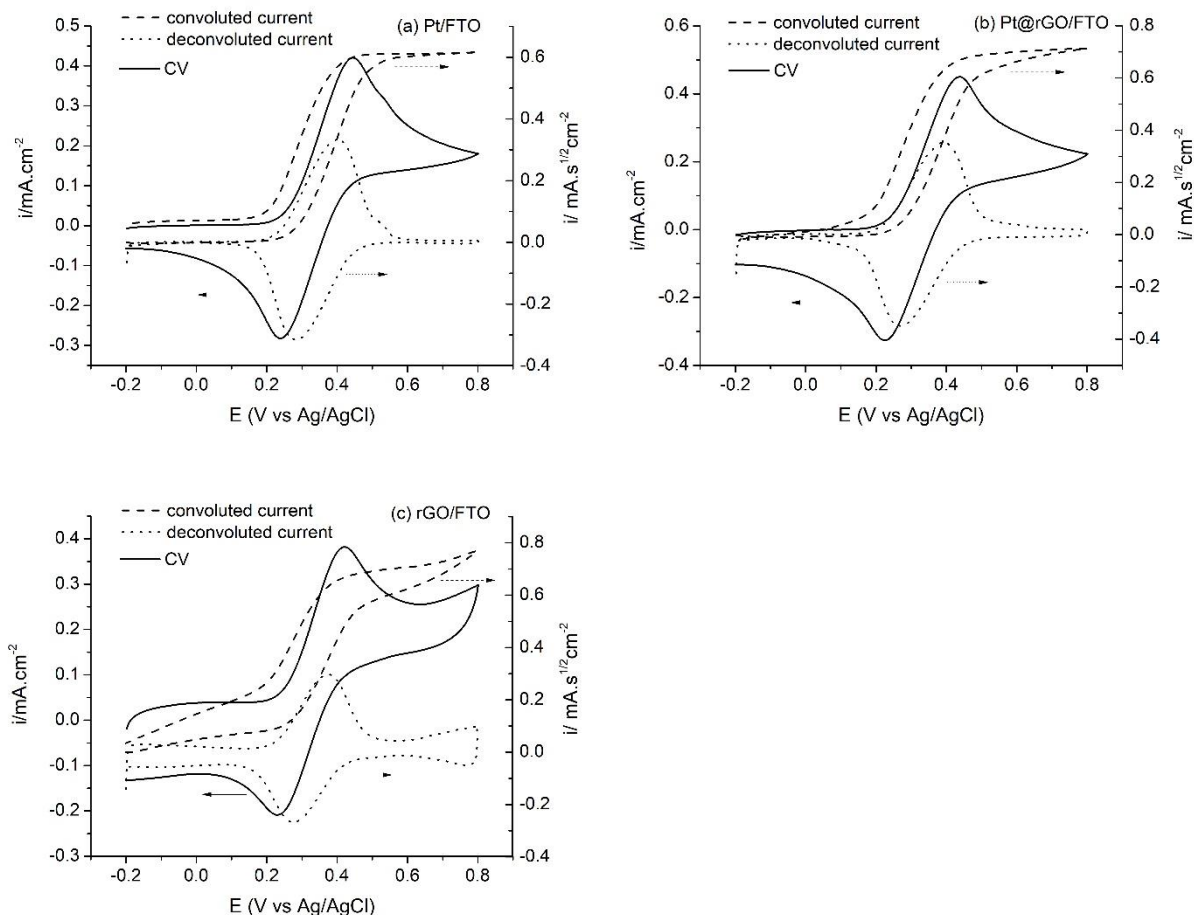 convoluted current
deconvoluted current
CV
(a) Pt/FTO
i/mA.cm-2
0.5
0.4
0.3
0.2
0.1
0.0
-0.1
-0.2
-0.3
0.6
0.4
0.2
0.0
-0.2
-0.4
i/ mA.s1/2cm-2
-0.2 0.0 0.2 0.4 0.6 0.8
E (V vs Ag/AgCl)
convoluted current
deconvoluted current
CV
(b) Pt@rGO/FTO
i/mA.cm-2
0.6
0.4
0.2
0.0
-0.2
-0.4
0.8
0.6
0.4
0.2
0.0
-0.2
-0.4
i/ mA.s1/2cm-2
-0.2 0.0 0.2 0.4 0.6 0.8
E (V vs Ag/AgCl)
convoluted current
deconvoluted current
CV
(c) rGO/FTO
i/mA.cm-2
0.4
0.3
0.2
0.1
0.0
-0.1
-0.2
-0.3
0.8
0.6
0.4
0.2
0.0
-0.2
-0.4
i/ mA.s1/2cm-2
-0.2 0.0 0.2 0.4 0.6 0.8
E (V vs Ag/AgCl)